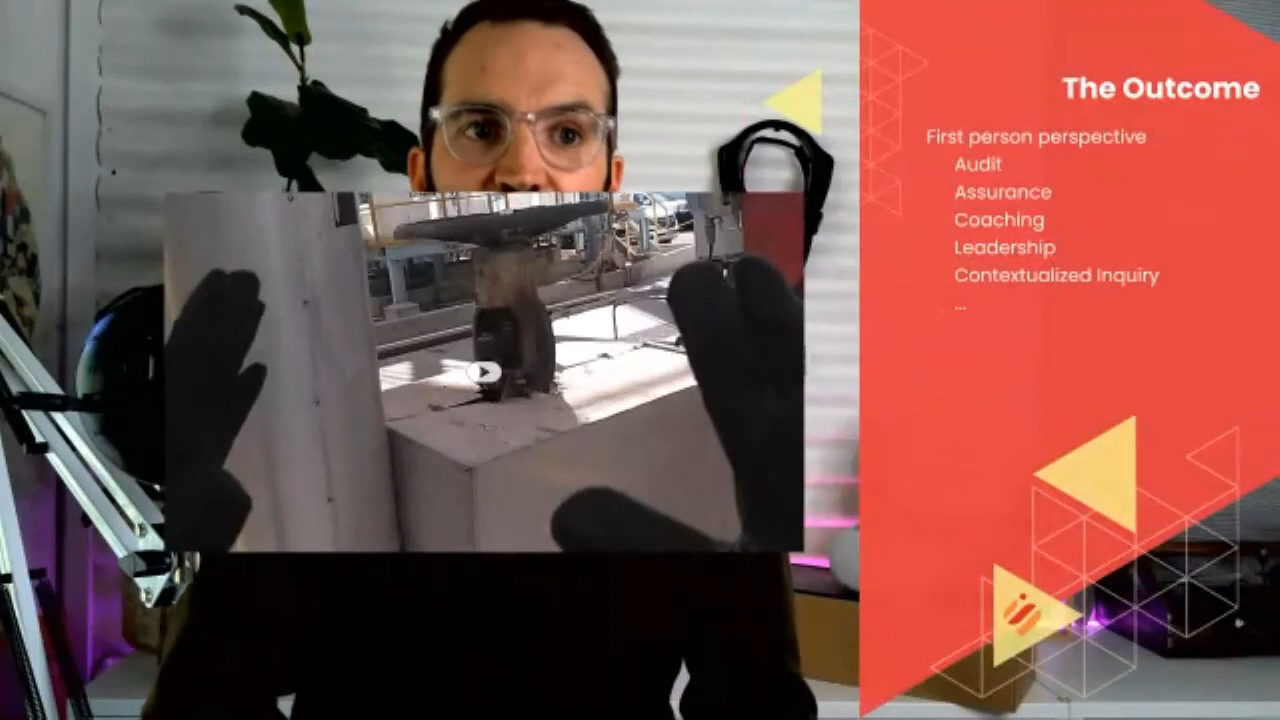 The Outcome
First person perspective
Audit
Assurance
Coaching
Leadership
Contextualized Inquiry
...